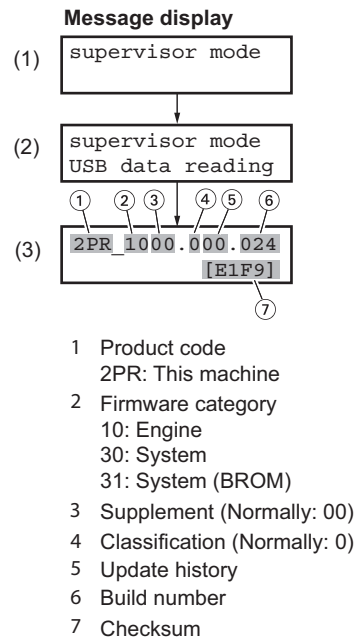 Message display
(1)
supervisor mode
(2)
supervisor mode
USB data reading
① ② ③ ④ ⑤ ⑥
(3)
2PR_1000.000.024
[E1F9]
⑦
1 Product code
2PR: This machine
2 Firmware category
10: Engine
30: System
31: System (BROM)
3 Supplement (Normally: 00)
4 Classification (Normally: 0)
5 Update history
6 Build number
7 Checksum